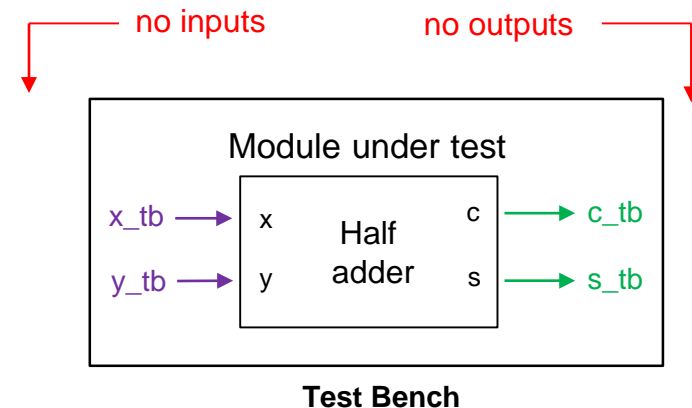 no inputs no outputs
Module under test
x_tb x Half adder c c_tb
y_tb y s s_tb
Test Bench